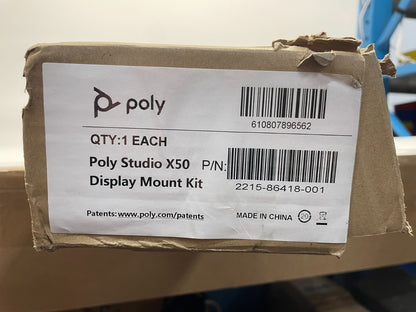 poly
610807896562
QTY:1 EACH
Poly Studio X50
Display Mount Kit
P/N:
2215-86418-001
Patents: www.poly.com/patents
MADE IN CHINA